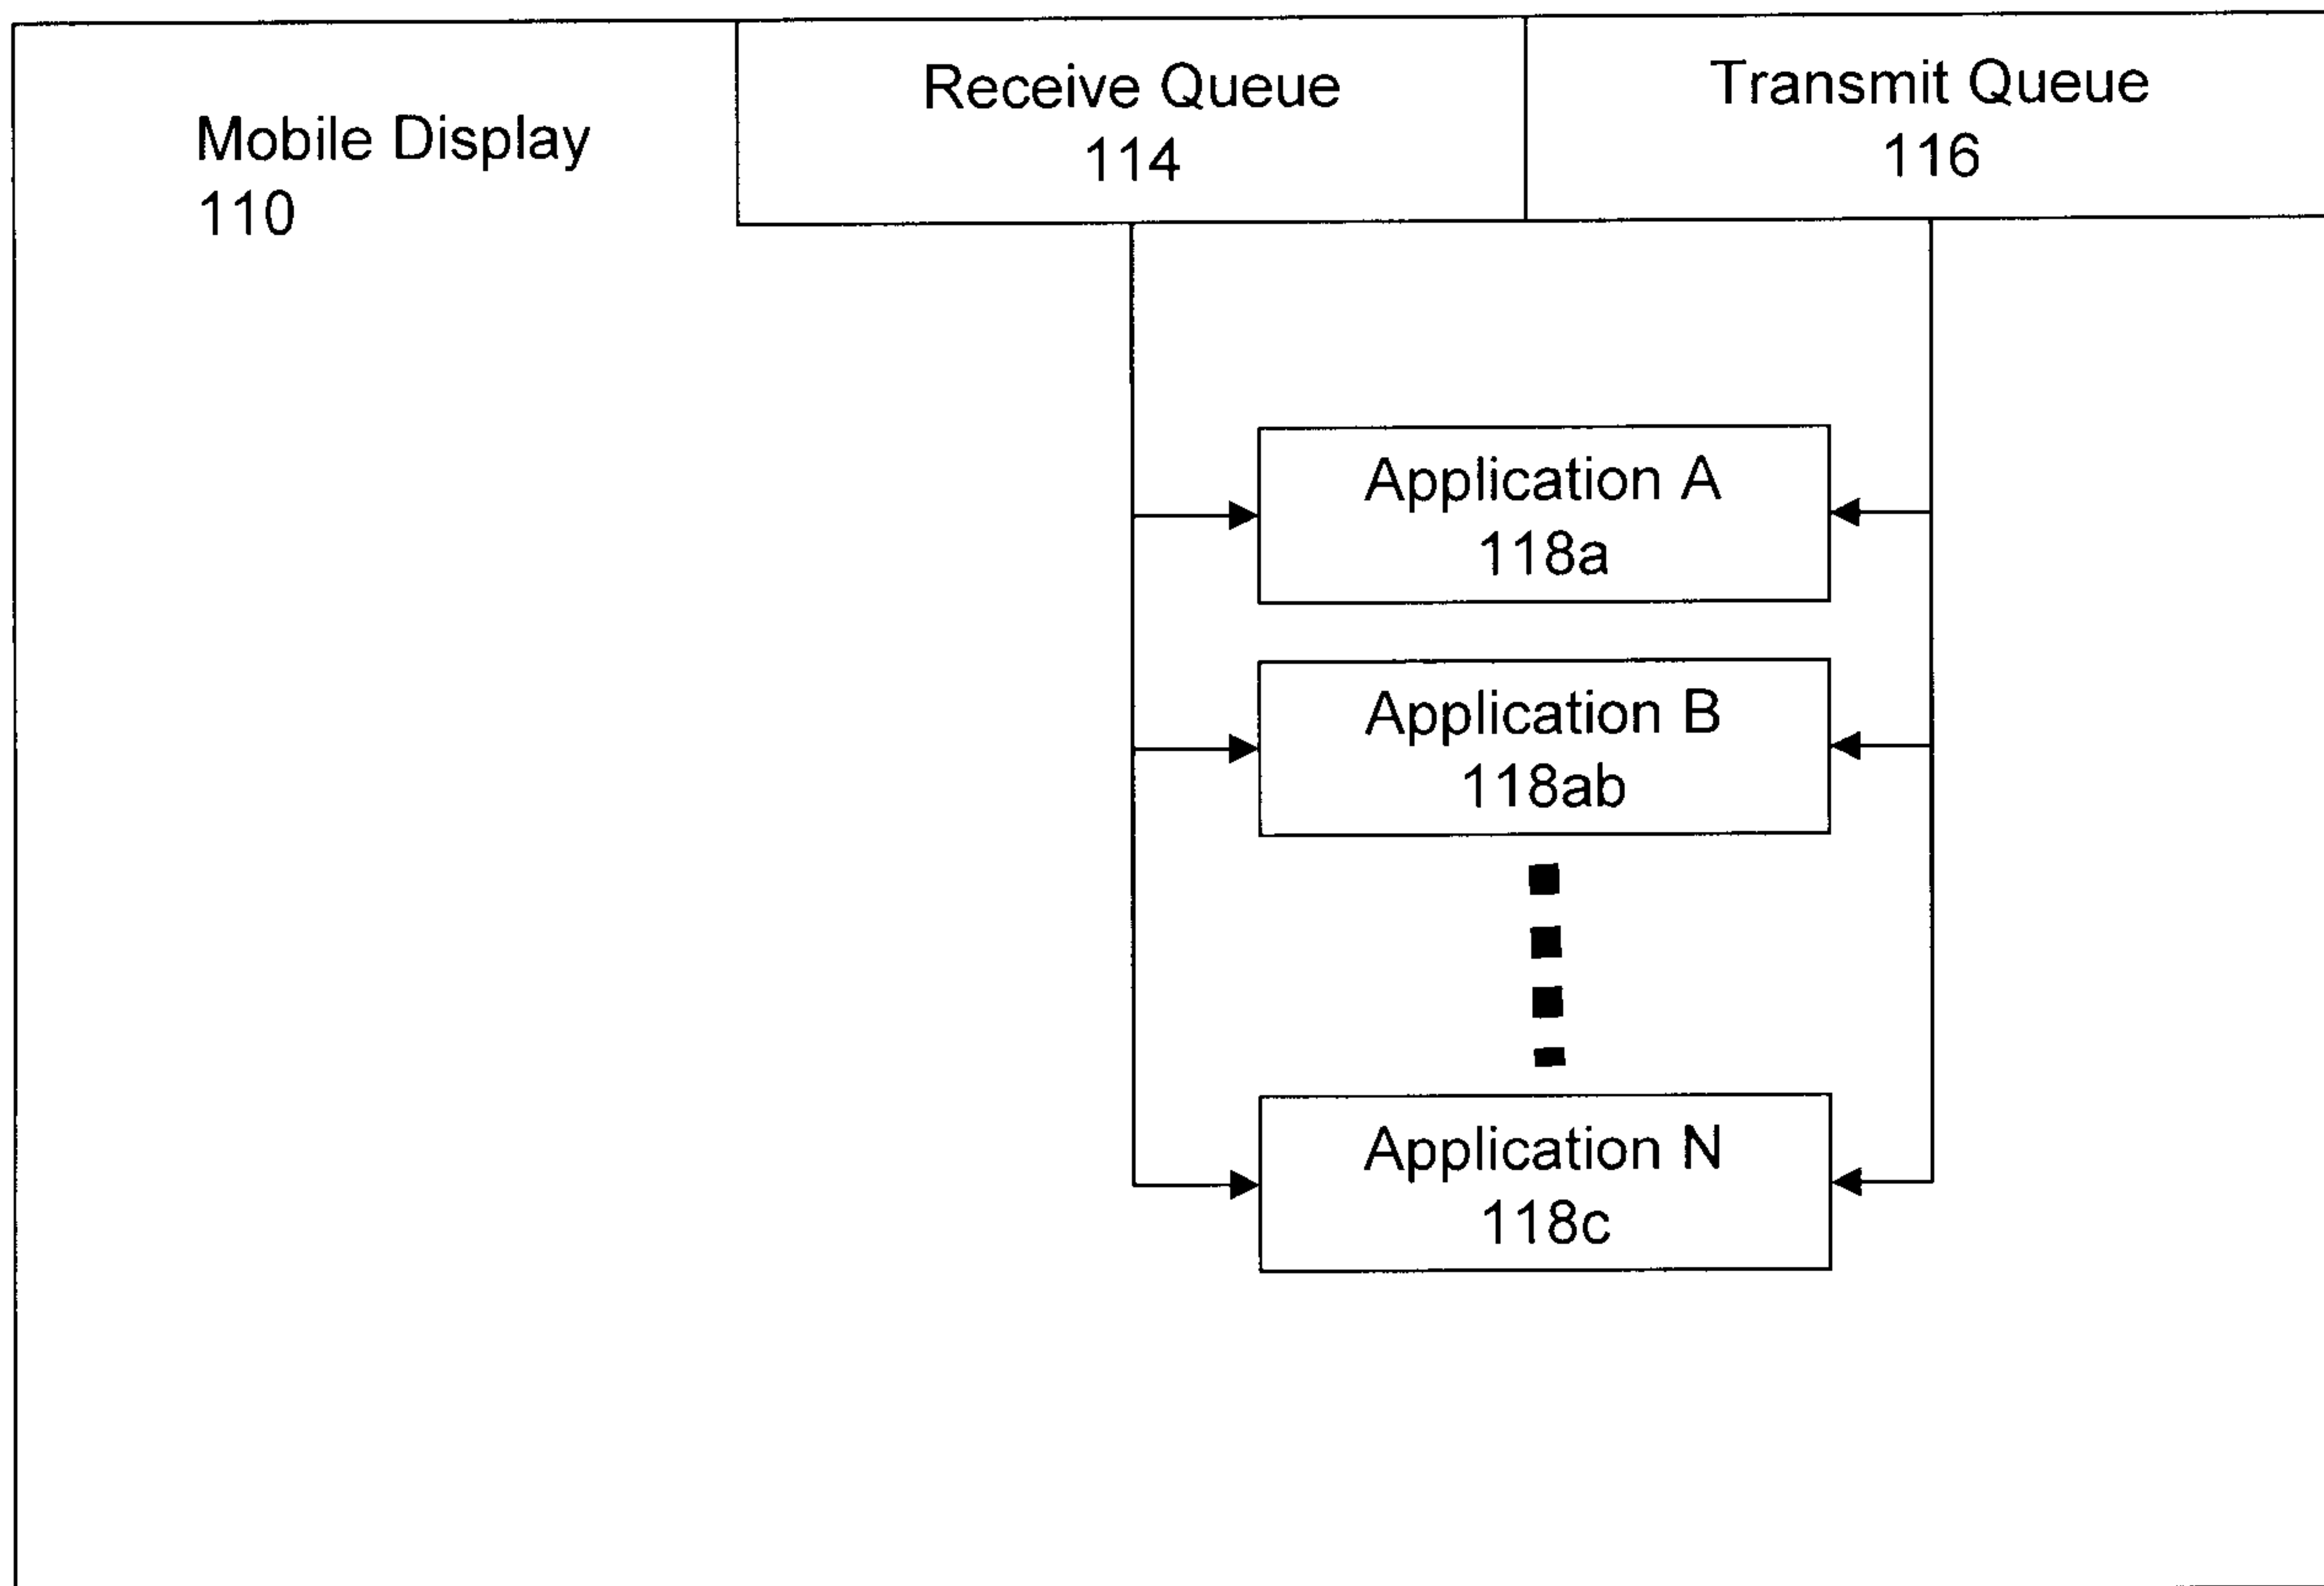 Mobile Display
110
Receive Queue
114
Transmit Queue
116
Application A
118a
Application B
118ab
Application N
118c